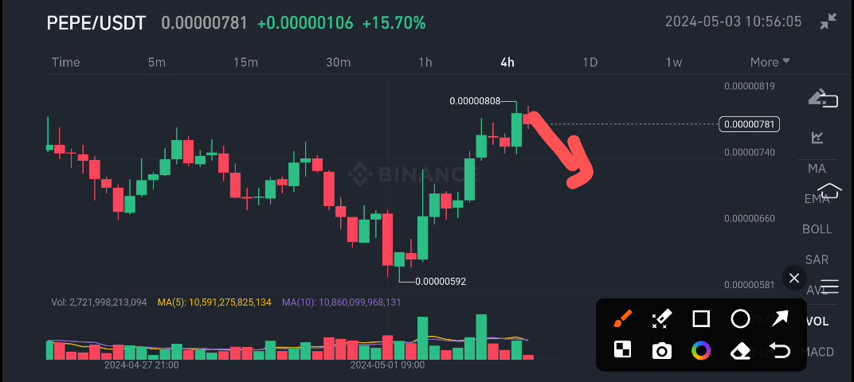 PEPE/USDT 0.00000781 +0.00000106 +15.70% 2024-05-03 10:56:05
Time 5m 15m 30m 1h 4h 1D 1w More
0.00000819
0.00000808
0.00000781
0.00000740
BINANCE
MA
EMA
0.00000660
BOLL
SAR
0.00000592
0.00000581
Vol: 2,721,998,213,094 MA(5): 10,591,275,825,134 MA(10): 10,860,099,968,131
VOL
MACD
2024-04-27 21:00 2024-05-01 09:00